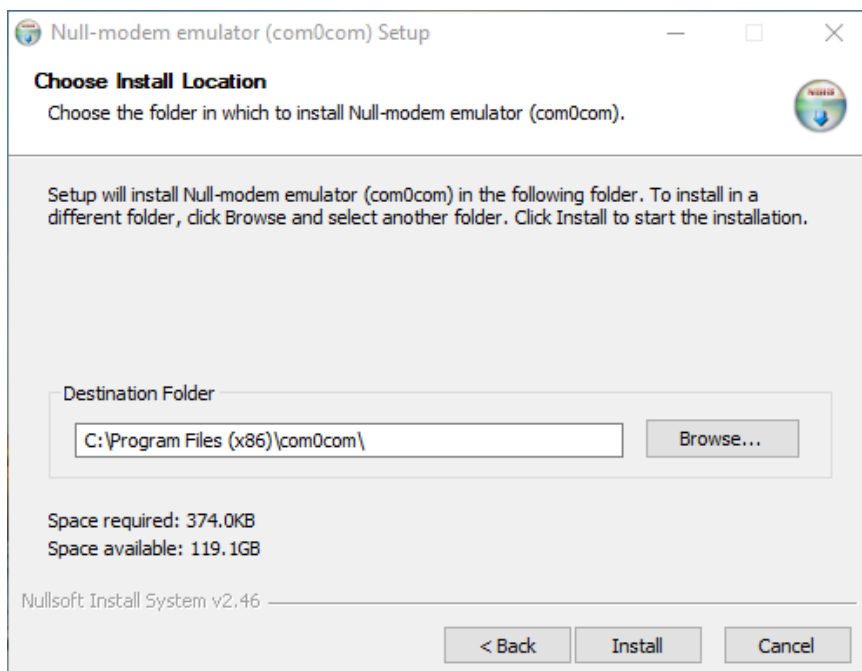 Null-modem emulator (com0com) Setup
Choose Install Location
Choose the folder in which to install Null-modem emulator (com0com).
Setup will install Null-modem emulator (com0com) in the following folder. To install in a
different folder, click Browse and select another folder. Click Install to start the installation.
Destination Folder
C:\Program Files (x86)\com0com\
Browse...
Space required: 374.0KB
Space available: 119.1GB
Nullsoft Install System v2.46
< Back
Install
Cancel